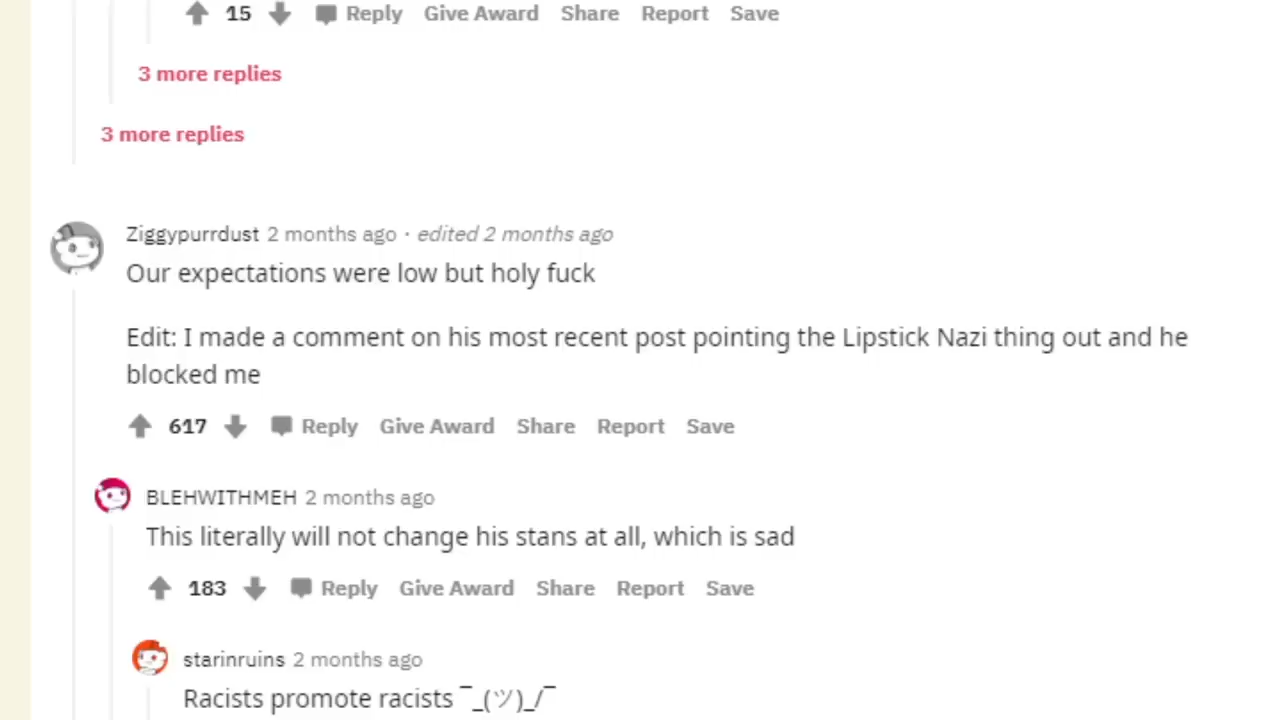 15 Reply Give Award Share Report Save
3 more replies
3 more replies
Ziggypurrdust 2 months ago · edited 2 months ago
Our expectations were low but holy fuck
Edit: I made a comment on his most recent post pointing the Lipstick Nazi thing out and he
blocked me
617 Reply Give Award Share Report Save
BLEHWITHMEH 2 months ago
This literally will not change his stans at all, which is sad
183 Reply Give Award Share Report Save
starinruins 2 months ago
Racists promote racists ¯_(ツ)_/¯